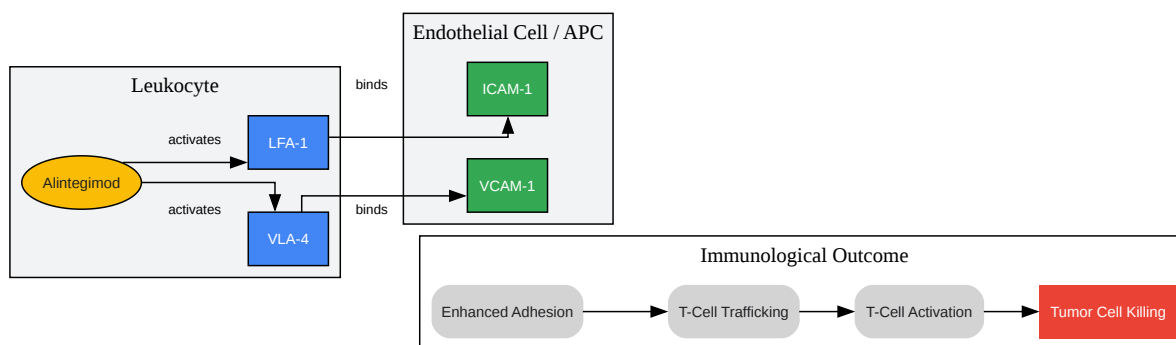 Endothelial Cell / APC
Leukocyte
binds
ICAM-1
activates
LFA-1
Alintegimod
VCAM-1
activates
binds
VLA-4
Immunological Outcome
Enhanced Adhesion
T-Cell Trafficking
T-Cell Activation
Tumor Cell Killing